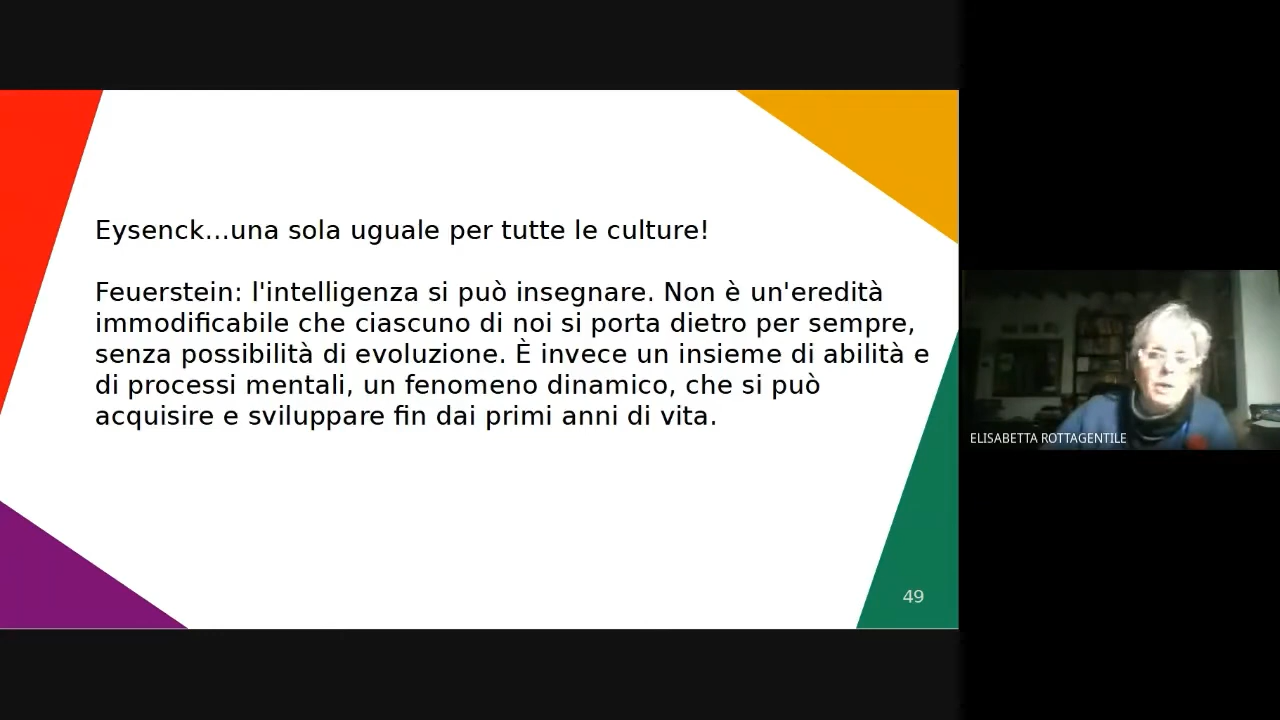 Eysenck...una sola uguale per tutte le culture!
Feuerstein: l'intelligenza si può insegnare. Non è un'eredità
immodificabile che ciascuno di noi si porta dietro per sempre,
senza possibilità di evoluzione. È invece un insieme di abilità e
di processi mentali, un fenomeno dinamico, che si può
acquisire e sviluppare fin dai primi anni di vita.
49
ELISABETTA ROTTAGENTILE